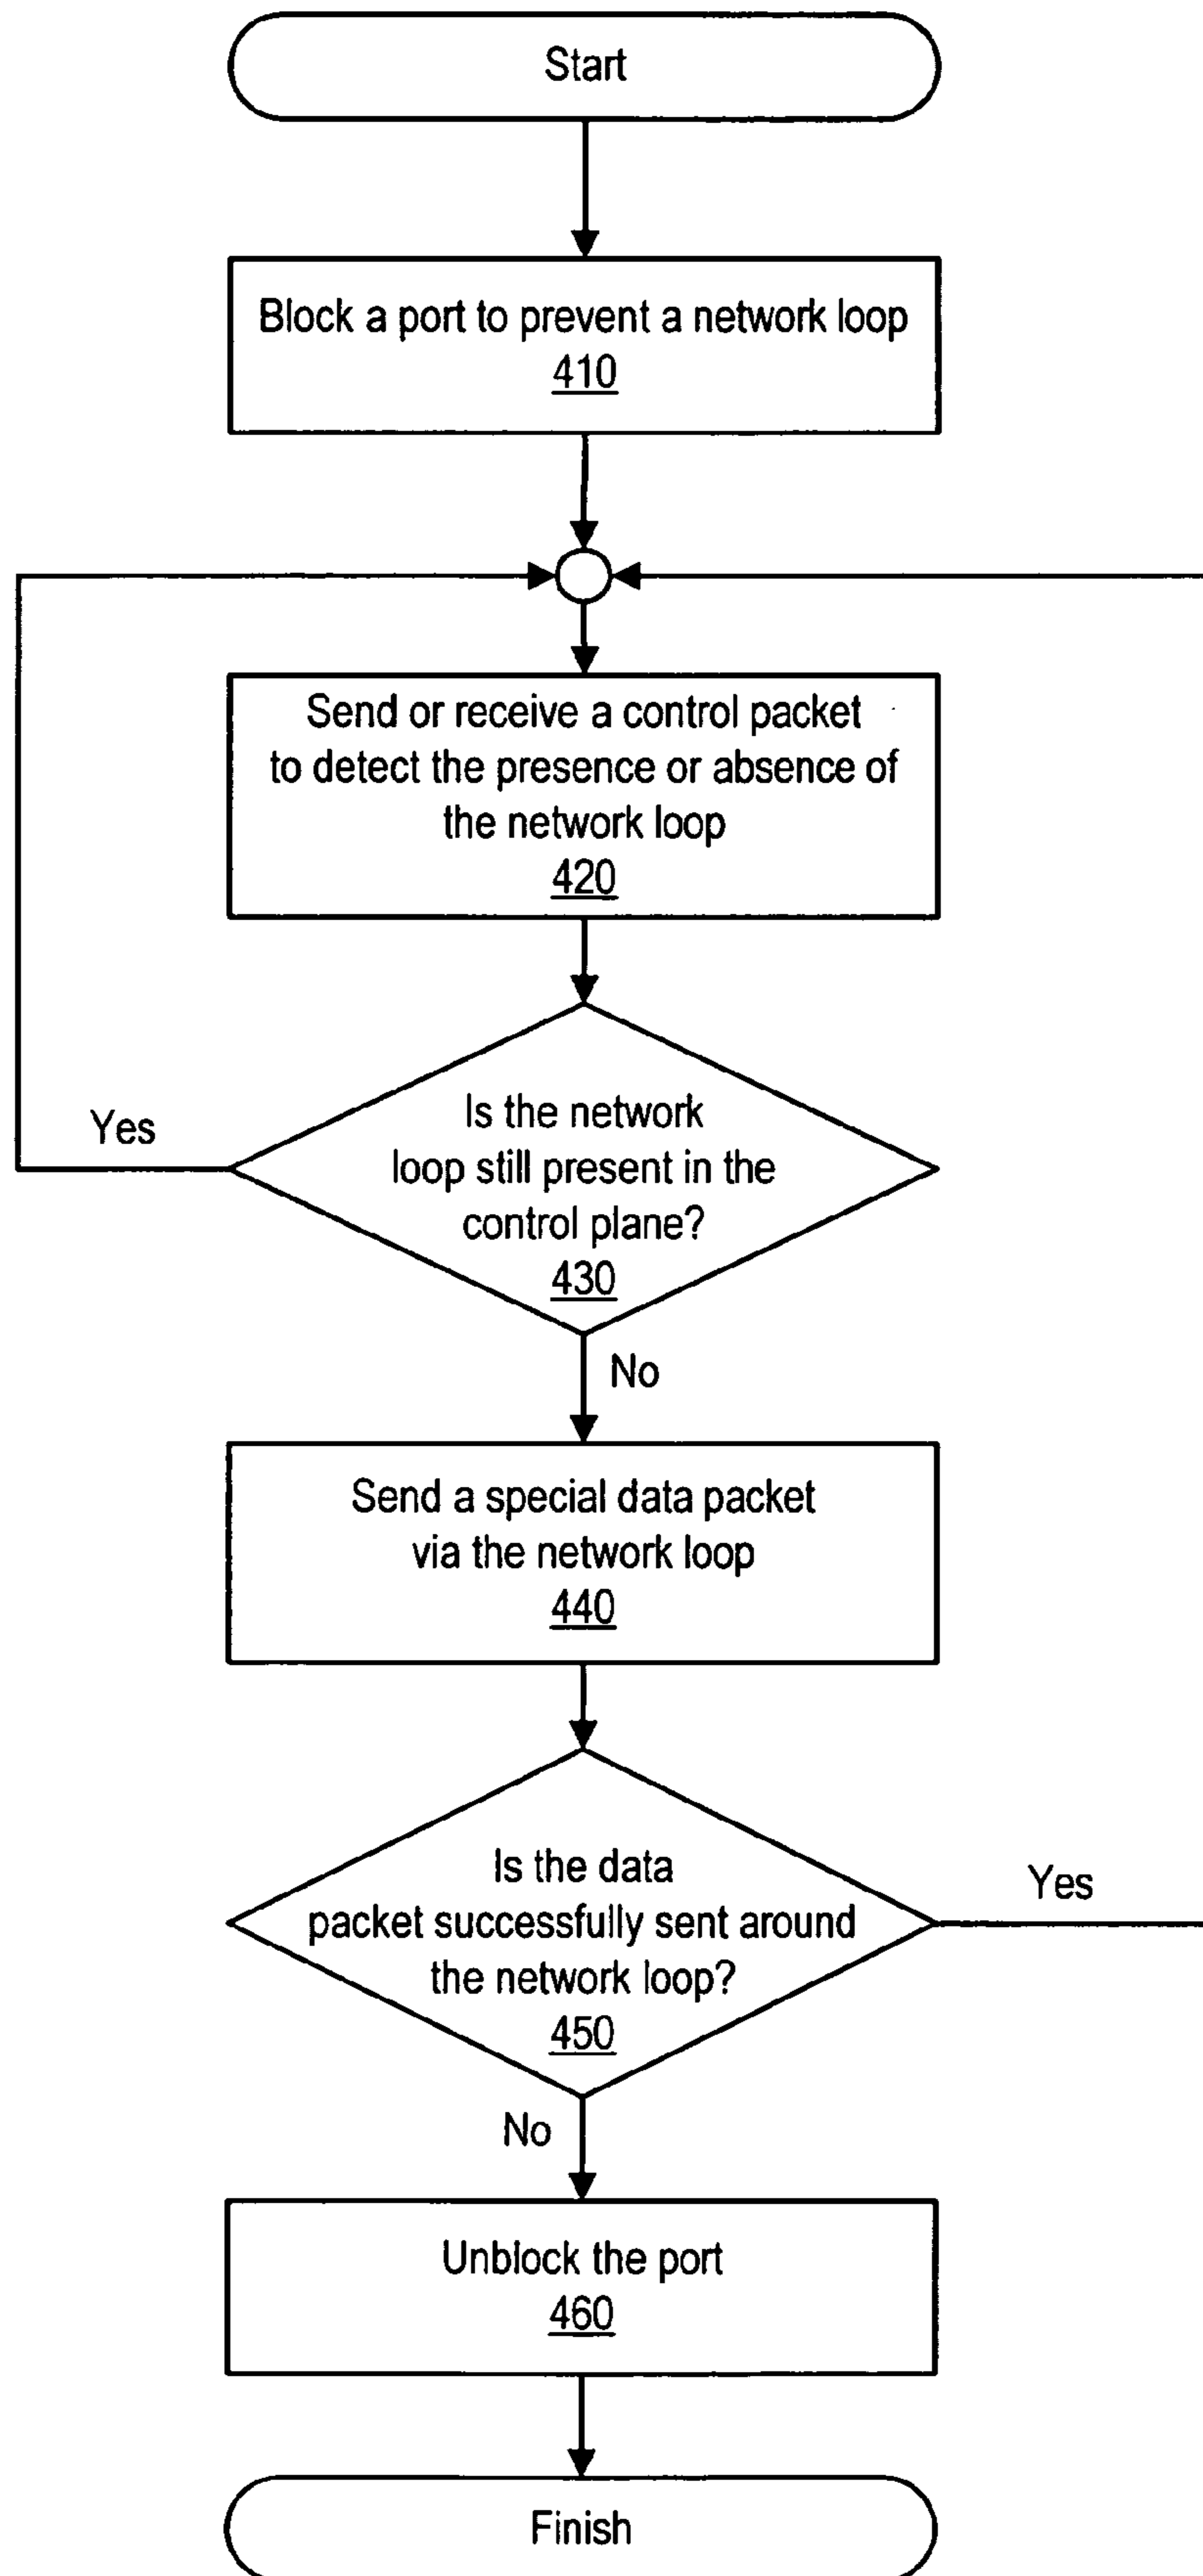 Start
Block a port to prevent a network loop
410
Send or receive a control packet
to detect the presence or absence of
the network loop
420
Is the network
loop still present in the
control plane?
430
Yes
No
Send a special data packet
via the network loop
440
Is the data
packet successfully sent around
the network loop?
450
Yes
No
Unblock the port
460
Finish